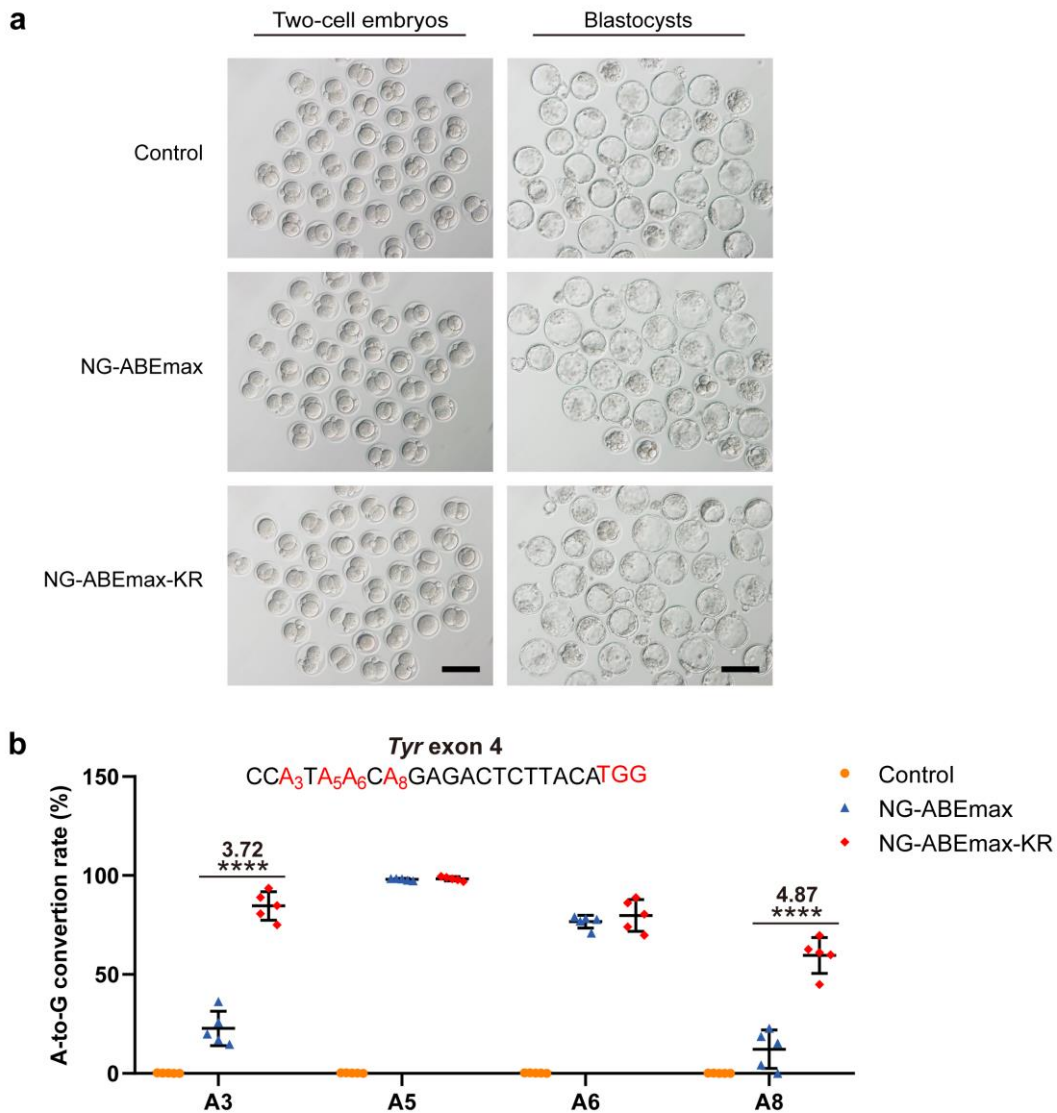 a
Two-cell embryos
Blastocysts
Control
NG-ABEmax
NG-ABEmax-KR
b
Tyr exon 4
CCA3TA5A6CA8GAGACTCTTACATGG
A-to-G convertion rate (%)
150
100
50
0
3.72
****
4.87
****
Control
NG-ABEmax
NG-ABEmax-KR
A3
A5
A6
A8